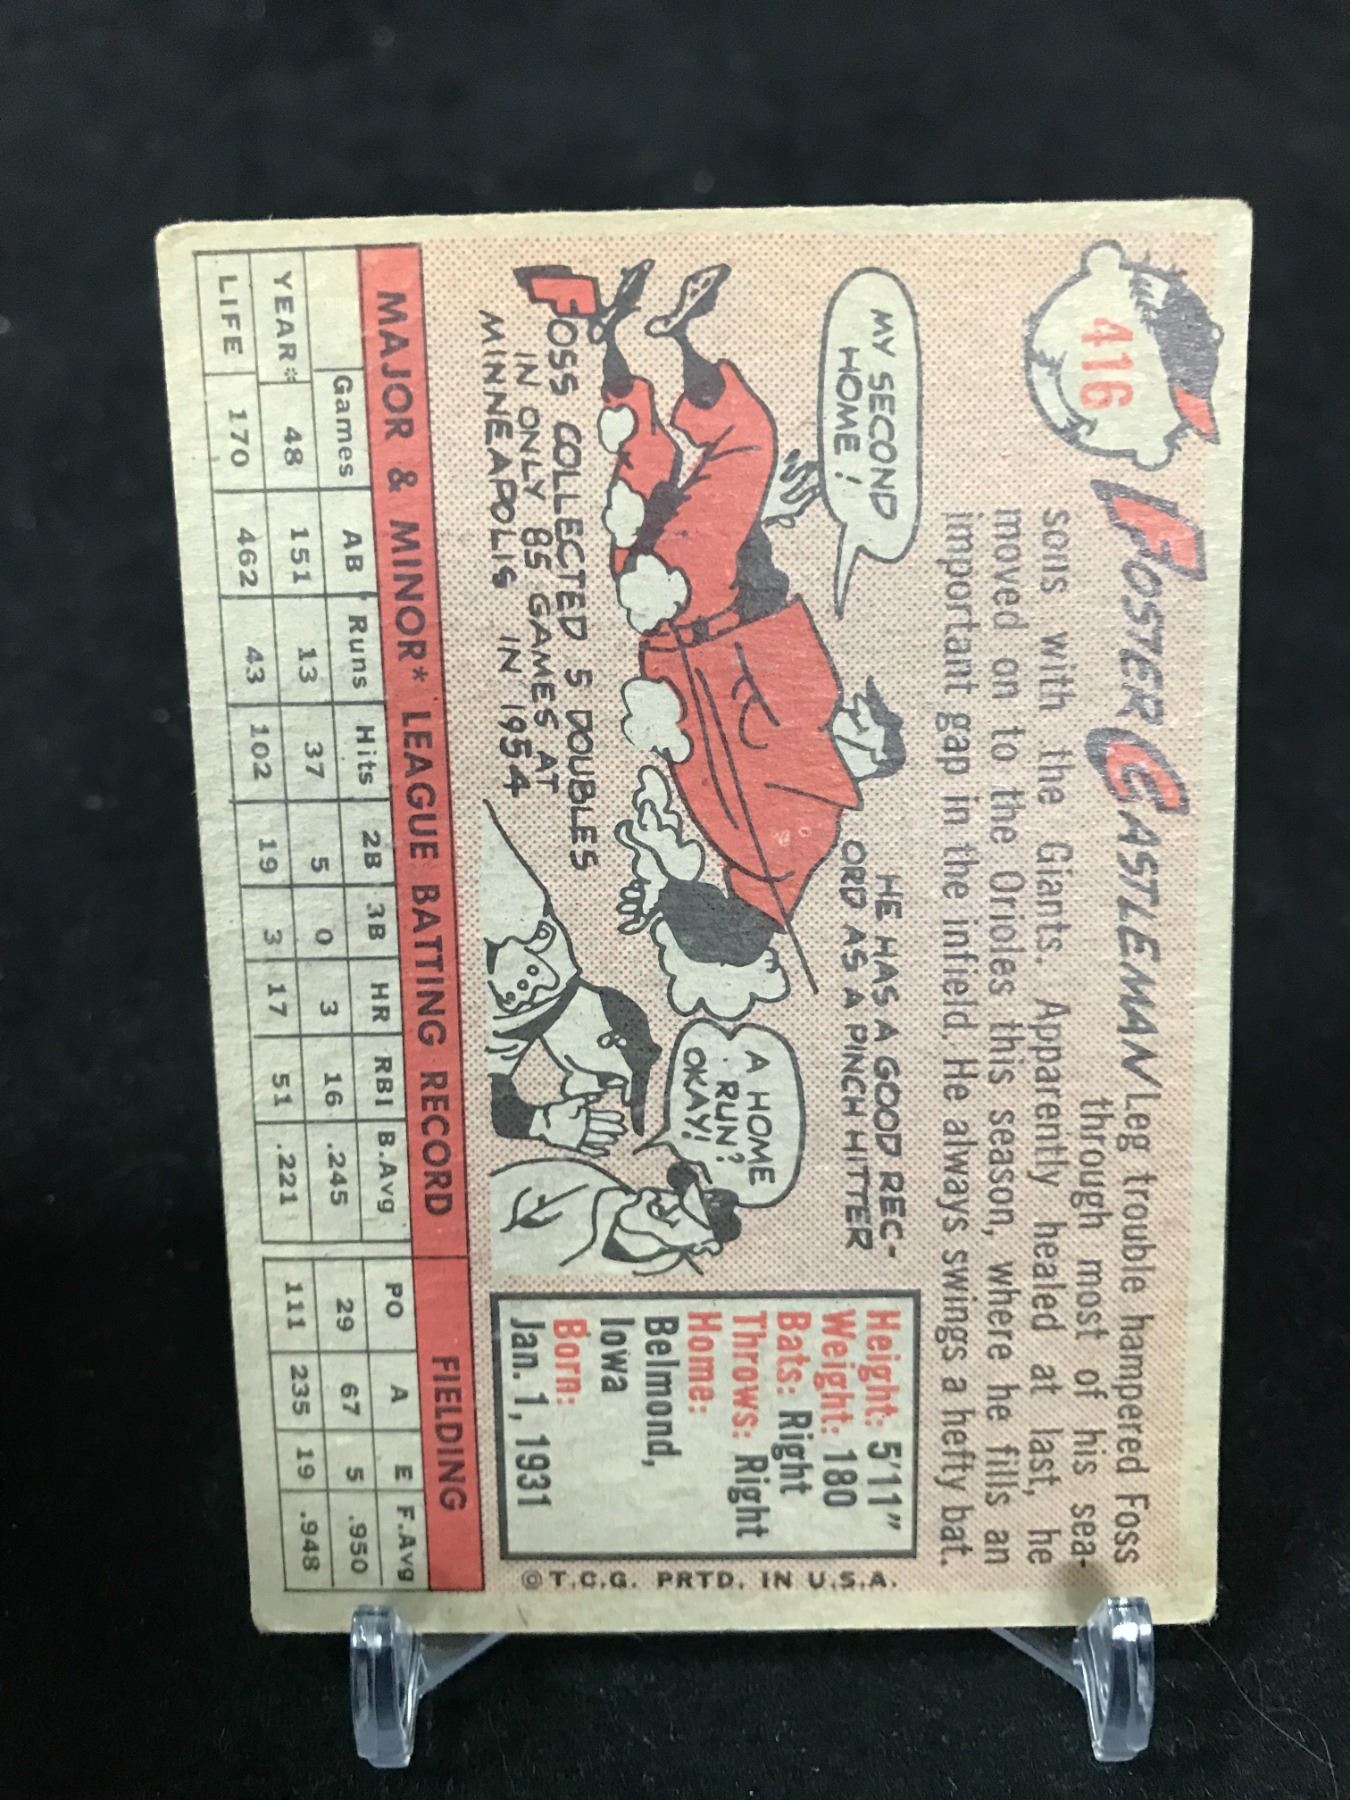 416
FOSTER CASTLEMAN
Leg trouble hampered Foss
through most of his sea-
sons with the Giants. Apparently healed at last, he
moved on to the Orioles this season, where he fills an
important gap in the infield. He always swings a hefty bat.
MY SECOND
HOME!
HE HAS A GOOD REC-
ORD AS A PINCH HITTER
A HOME
RUN?
OKAY!
FOSS COLLECTED 5 DOUBLES
IN ONLY 85 GAMES AT
MINNEAPOLIS IN 1954
Height: 5'11"
Weight: 180
Bats: Right
Throws: Right
Home:
Belmond,
Iowa
Born:
Jan. 1, 1931
© T.C.G. PRTD. IN U.S.A.
MAJOR & MINOR* LEAGUE BATTING RECORD FIELDING
Games AB Runs Hits 2B 3B HR RBI B.Avg PO A E F.Avg
YEAR* 48 151 13 37 5 0 3 16 .245 29 67 5 .950
LIFE 170 462 43 102 19 3 17 51 .221 111 235 19 .948